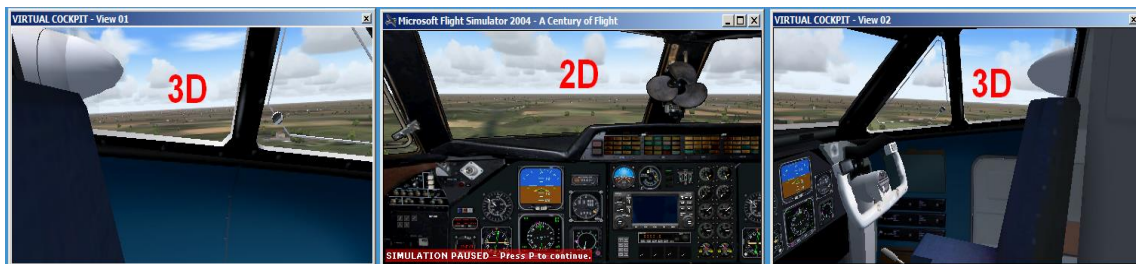 VIRTUAL COCKPIT - View 01
3D
Microsoft Flight Simulator 2004 - A Century of Flight
2D
SIMULATION PAUSED - Press P to continue.
VIRTUAL COCKPIT - View 02
3D